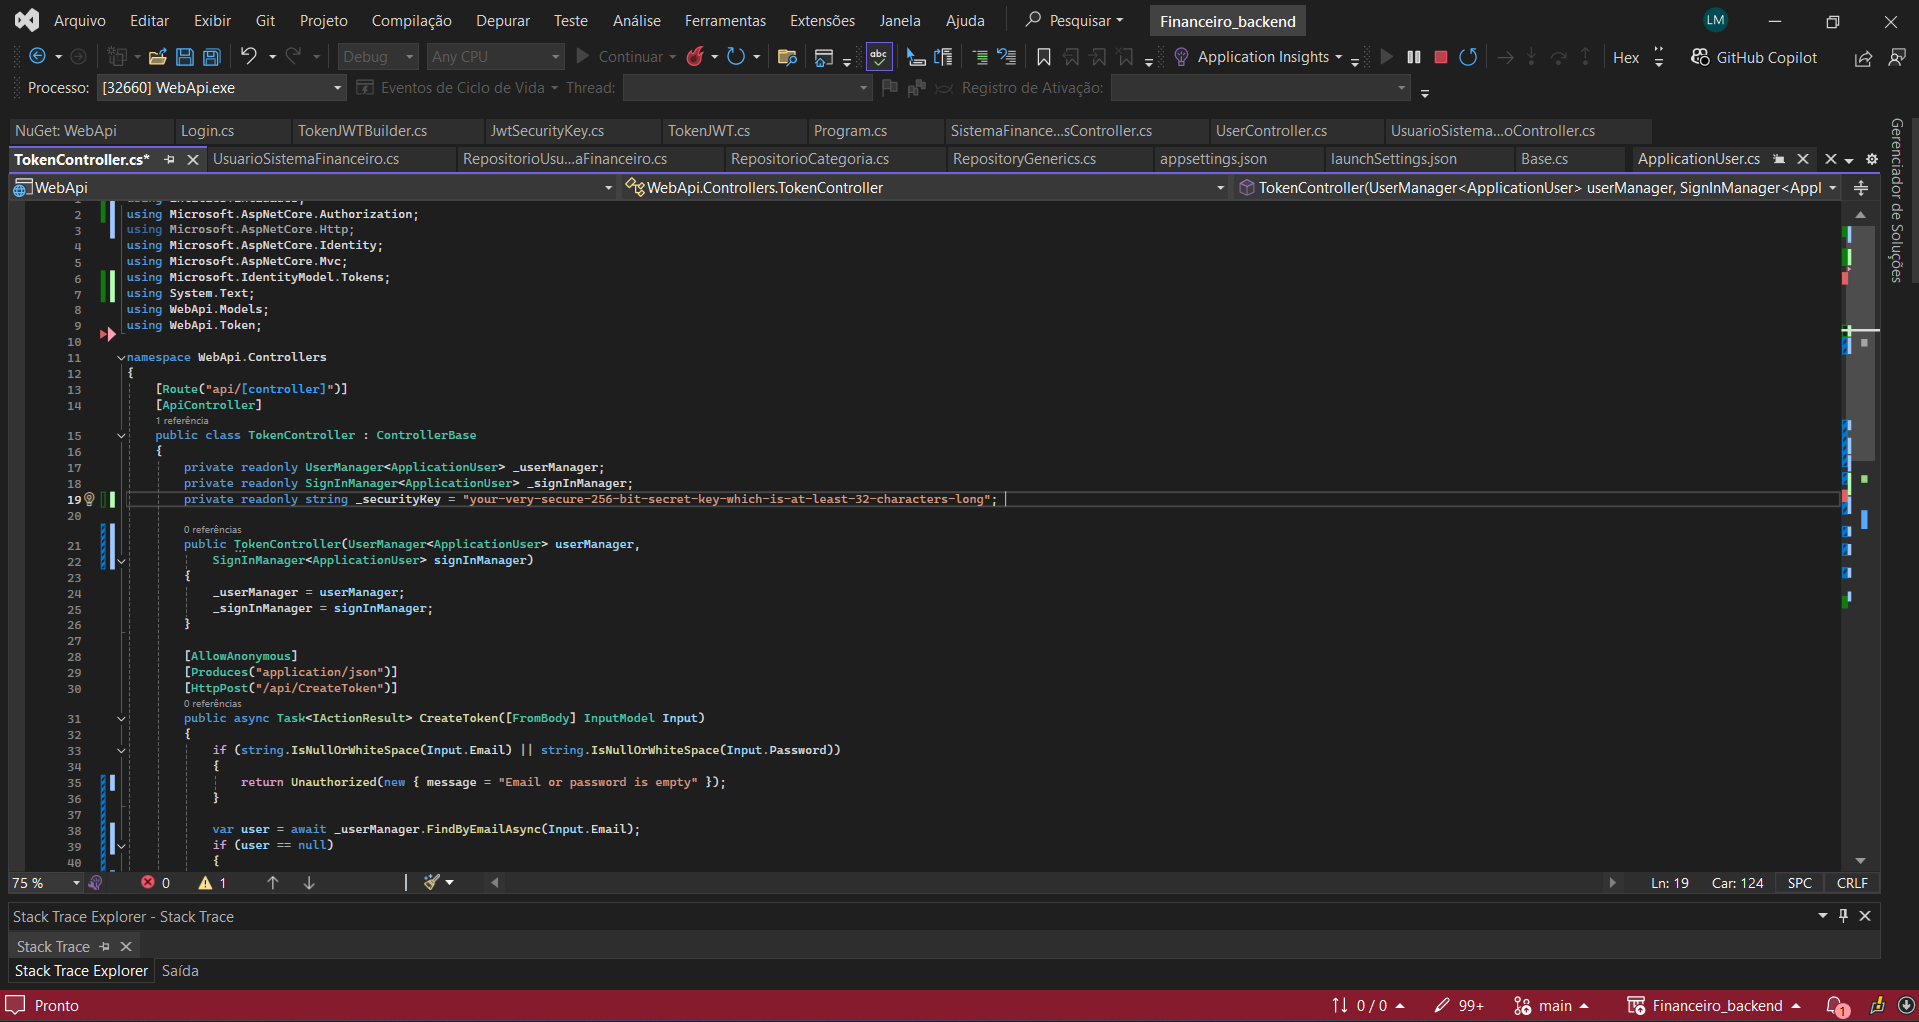 Arquivo Editar Exibir Git Projeto Compilação Depurar Teste Análise Ferramentas Extensões Janela Ajuda Pesquisar Financeiro_backend LM
Debug Any CPU Continuar abc Application Insights Hex GitHub Copilot
Processo: [32660] WebApi.exe Eventos de Ciclo de Vida Thread: Registro de Ativação:
NuGet: WebApi Login.cs TokenJWTBuilder.cs JwtSecurityKey.cs TokenJWT.cs Program.cs SistemaFinance...sController.cs UserController.cs UsuarioSistema...oController.cs
TokenController.cs* UsuarioSistemaFinanceiro.cs RepositorioUsu...aFinanceiro.cs RepositorioCategoria.cs RepositoryGenerics.cs appsettings.json launchSettings.json Base.cs ApplicationUser.cs
Gerenciador de Soluções
WebApi WebApi.Controllers.TokenController TokenController(UserManager<ApplicationUser> userManager, SignInManager<Appl
2 using Microsoft.AspNetCore.Authorization;
3 using Microsoft.AspNetCore.Http;
4 using Microsoft.AspNetCore.Identity;
5 using Microsoft.AspNetCore.Mvc;
6 using Microsoft.IdentityModel.Tokens;
7 using System.Text;
8 using WebApi.Models;
9 using WebApi.Token;
10
11 namespace WebApi.Controllers
12 {
13 [Route("api/[controller]")]
14 [ApiController]
1 referência
15 public class TokenController : ControllerBase
16 {
17 private readonly UserManager<ApplicationUser> _userManager;
18 private readonly SignInManager<ApplicationUser> _signInManager;
19 private readonly string _securityKey = "your-very-secure-256-bit-secret-key-which-is-at-least-32-characters-long";
20
0 referências
21 public TokenController(UserManager<ApplicationUser> userManager,
22 SignInManager<ApplicationUser> signInManager)
23 {
24 _userManager = userManager;
25 _signInManager = signInManager;
26 }
27
28 [AllowAnonymous]
29 [Produces("application/json")]
30 [HttpPost("/api/CreateToken")]
0 referências
31 public async Task<IActionResult> CreateToken([FromBody] InputModel Input)
32 {
33 if (string.IsNullOrWhiteSpace(Input.Email) || string.IsNullOrWhiteSpace(Input.Password))
34 {
35 return Unauthorized(new { message = "Email or password is empty" });
36 }
37
38 var user = await _userManager.FindByEmailAsync(Input.Email);
39 if (user == null)
40 {
75 % 0 1 Ln: 19 Car: 124 SPC CRLF
Stack Trace Explorer - Stack Trace
Stack Trace
Stack Trace Explorer Saída
Pronto 0 / 0 99+ main Financeiro_backend 1